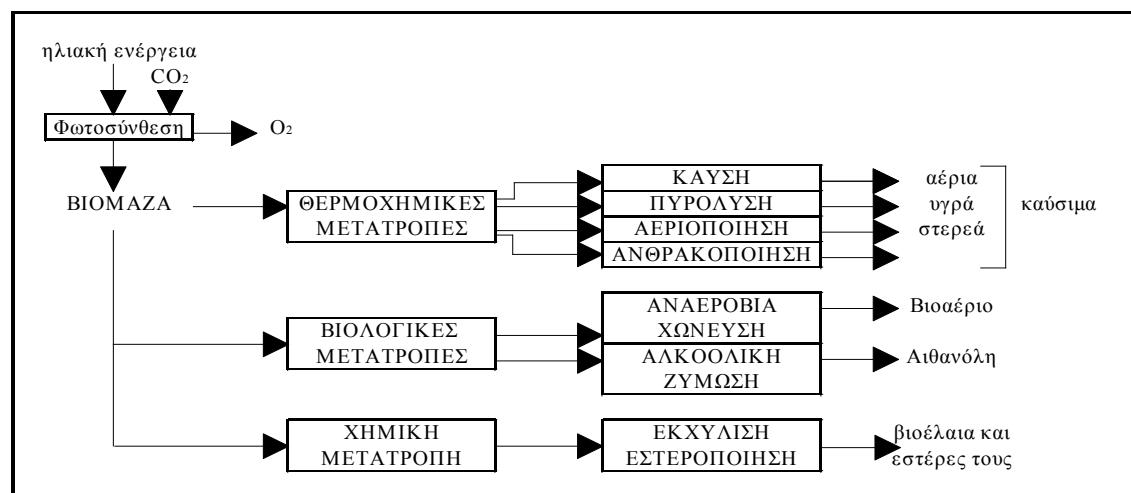 ηλιακή ενέργεια
CO2
Φωτοσύνθεση
O2
ΒΙΟΜΑΖΑ
ΘΕΡΜΟΧΗΜΙΚΕΣ
ΜΕΤΑΤΡΟΠΕΣ
ΚΑΥΣΗ
ΠΥΡΟΛΥΣΗ
ΑΕΡΙΟΠΟΙΗΣΗ
ΑΝΘΡΑΚΟΠΟΙΗΣΗ
αέρια
υγρά
στερεά
καύσιμα
ΒΙΟΛΟΓΙΚΕΣ
ΜΕΤΑΤΡΟΠΕΣ
ΑΝΑΕΡΟΒΙΑ
ΧΩΝΕΥΣΗ
ΑΛΚΟΟΛΙΚΗ
ΖΥΜΩΣΗ
Βιοαέριο
Αιθανόλη
ΧΗΜΙΚΗ
ΜΕΤΑΤΡΟΠΗ
ΕΚΧΥΛΙΣΗ
ΕΣΤΕΡΟΠΟΙΗΣΗ
βιοέλαια και
εστέρες τους